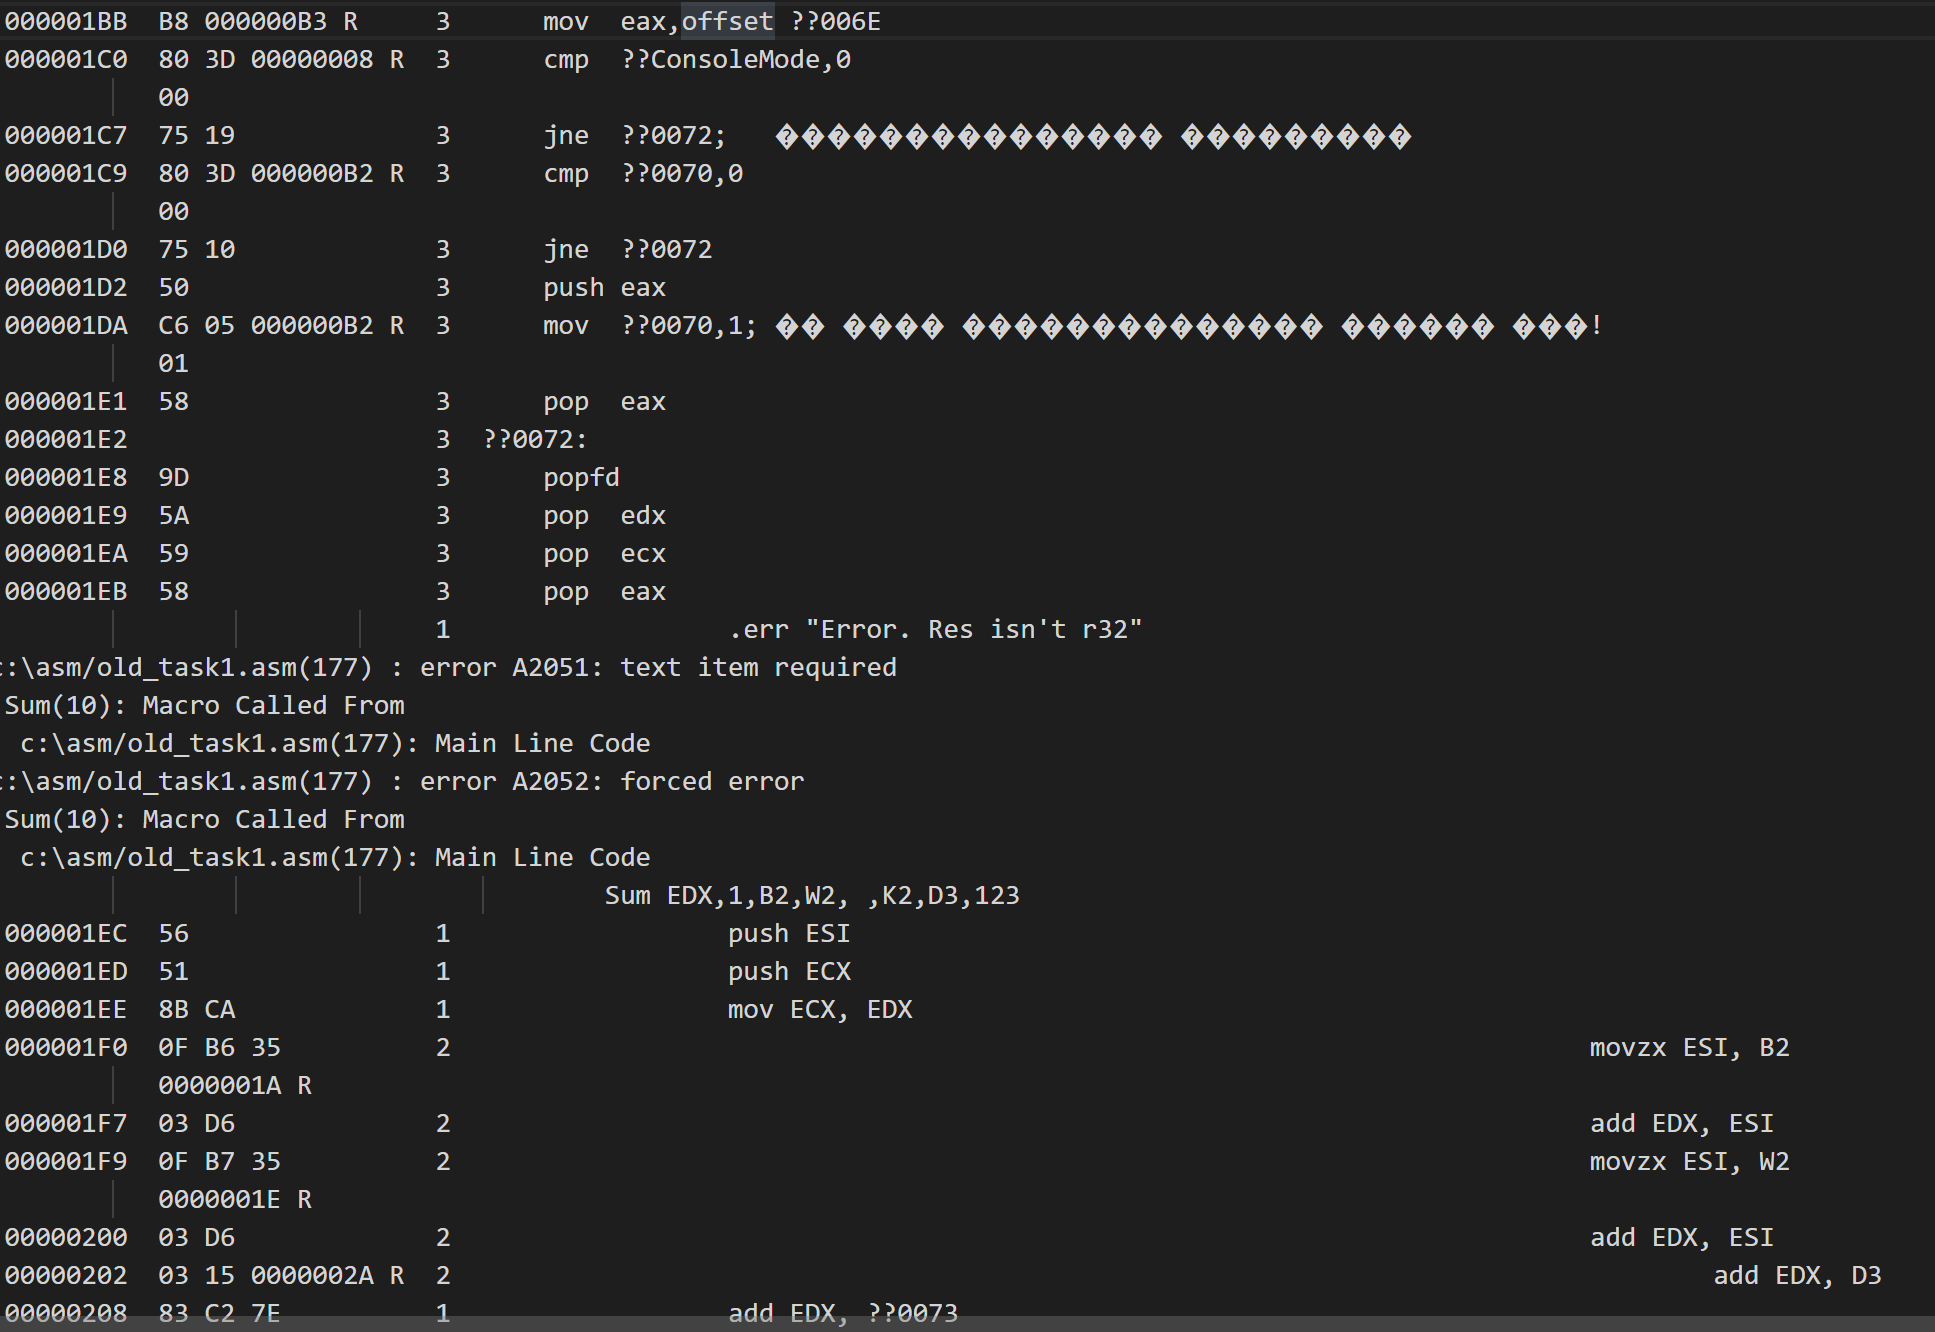 000001BB  B8 000000B3 R     3      mov  eax,offset ??006E
000001C0  80 3D 00000008 R  3      cmp  ??ConsoleMode,0
          00
000001C7  75 19             3      jne  ??0072;   ��������������� ���������
000001C9  80 3D 000000B2 R  3      cmp  ??0070,0
          00
000001D0  75 10             3      jne  ??0072
000001D2  50                3      push eax
000001DA  C6 05 000000B2 R  3      mov  ??0070,1; �� ���� �������������� ������ ���!
          01
000001E1  58                3      pop  eax
000001E2                    3  ??0072:
000001E8  9D                3      popfd
000001E9  5A                3      pop  edx
000001EA  59                3      pop  ecx
000001EB  58                3      pop  eax
                            1                  .err "Error. Res isn't r32"
c:\asm/old_task1.asm(177) : error A2051: text item required
Sum(10): Macro Called From
 c:\asm/old_task1.asm(177): Main Line Code
c:\asm/old_task1.asm(177) : error A2052: forced error
Sum(10): Macro Called From
 c:\asm/old_task1.asm(177): Main Line Code
                                       Sum EDX,1,B2,W2, ,K2,D3,123
000001EC  56                1                  push ESI
000001ED  51                1                  push ECX
000001EE  8B CA             1                  mov ECX, EDX
000001F0  0F B6 35          2                  movzx ESI, B2
          0000001A R
000001F7  03 D6             2                  add EDX, ESI
000001F9  0F B7 35          2                  movzx ESI, W2
          0000001E R
00000200  03 D6             2                  add EDX, ESI
00000202  03 15 0000002A R  2                  add EDX, D3
00000208  83 C2 7E          1                  add EDX, ??0073